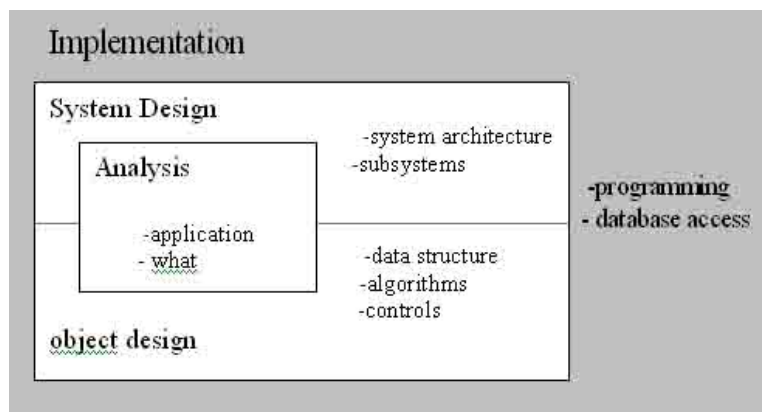 Implementation
System Design
-system architecture
-subsystems
Analysis
-application
- what
-data structure
-algorithms
-controls
object design
-programming
- database access